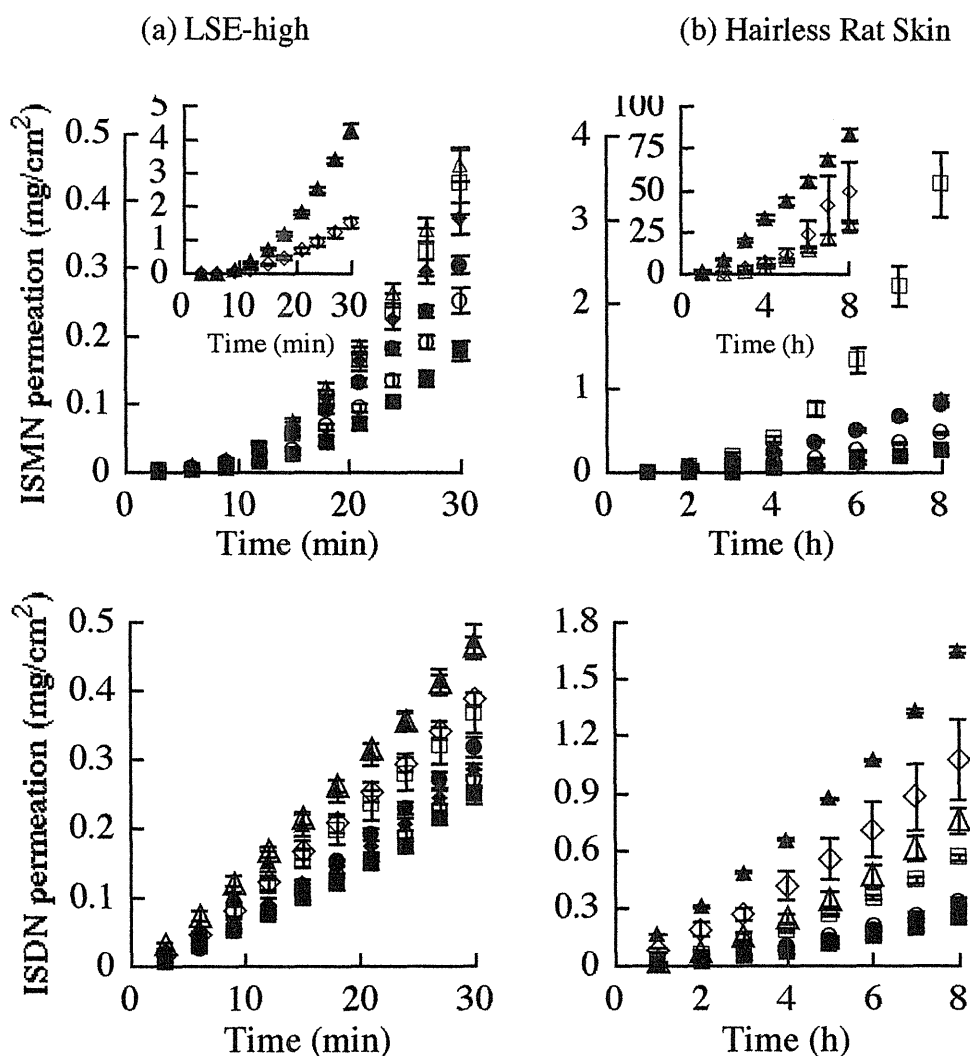 (a) LSE-high
(b) Hairless Rat Skin
ISMN permeation (mg/cm²)
0.5
0.4
0.3
0.2
0.1
0
0 10 20 30
Time (min)
5
4
3
2
1
0
0 10 20 30
Time (min)
4
3
2
1
0
0 2 4 6 8
Time (h)
100
75
50
25
0
0 4 8
Time (h)
ISDN permeation (mg/cm²)
0.5
0.4
0.3
0.2
0.1
0
0 10 20 30
Time (min)
1.8
1.5
1.2
0.9
0.6
0.3
0
0 2 4 6 8
Time (h)